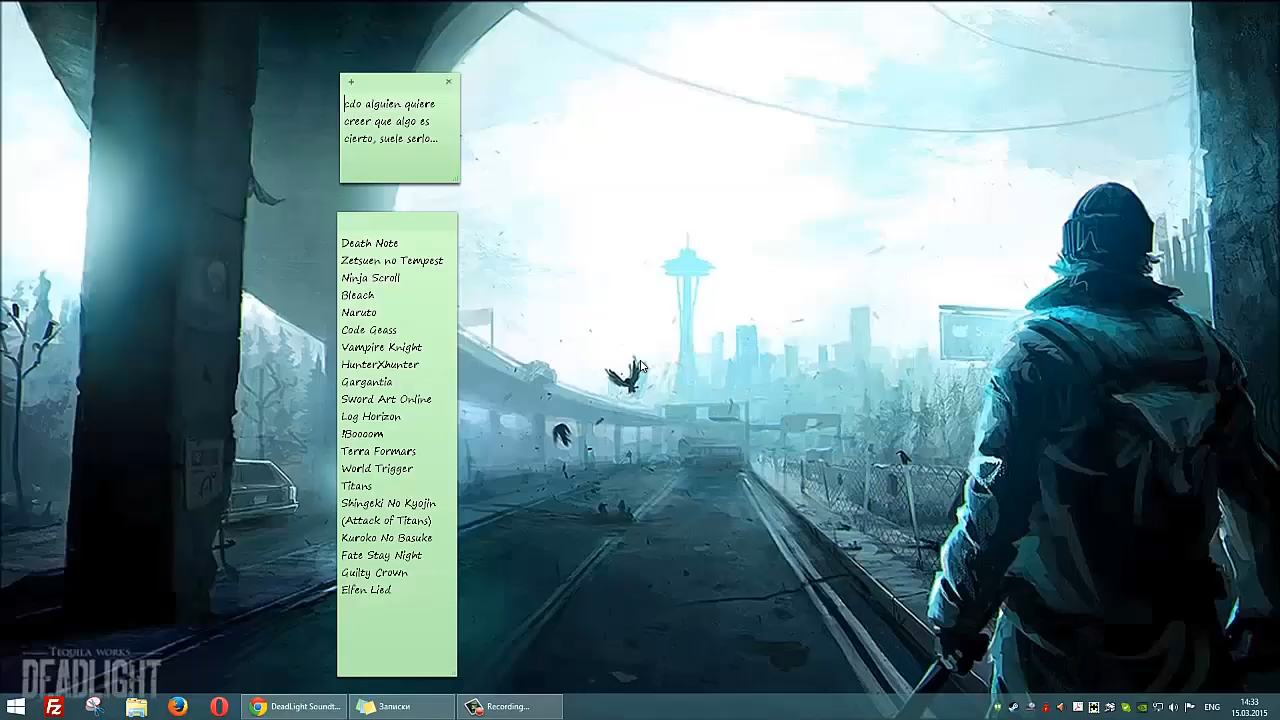 +
×
cdo alguien quiere
creer que algo es
cierto, suele serlo...
Death Note
Zetsuen no Tempest
Ninja Scroll
Bleach
Naruto
Code Geass
Vampire Knight
HunterXhunter
Gargantia
Sword Art Online
Log Horizon
!Boooom
Terra Formars
World Trigger
Titans
Shingeki No Kyojin
(Attack of Titans)
Kuroko No Basuke
Fate Stay Night
Guilty Crown
Elfen Lied
TEQUILA WORKS
DEADLIGHT
DeadLight Soundt...
Записки
Recording...
ENG
14:33
15.03.2015